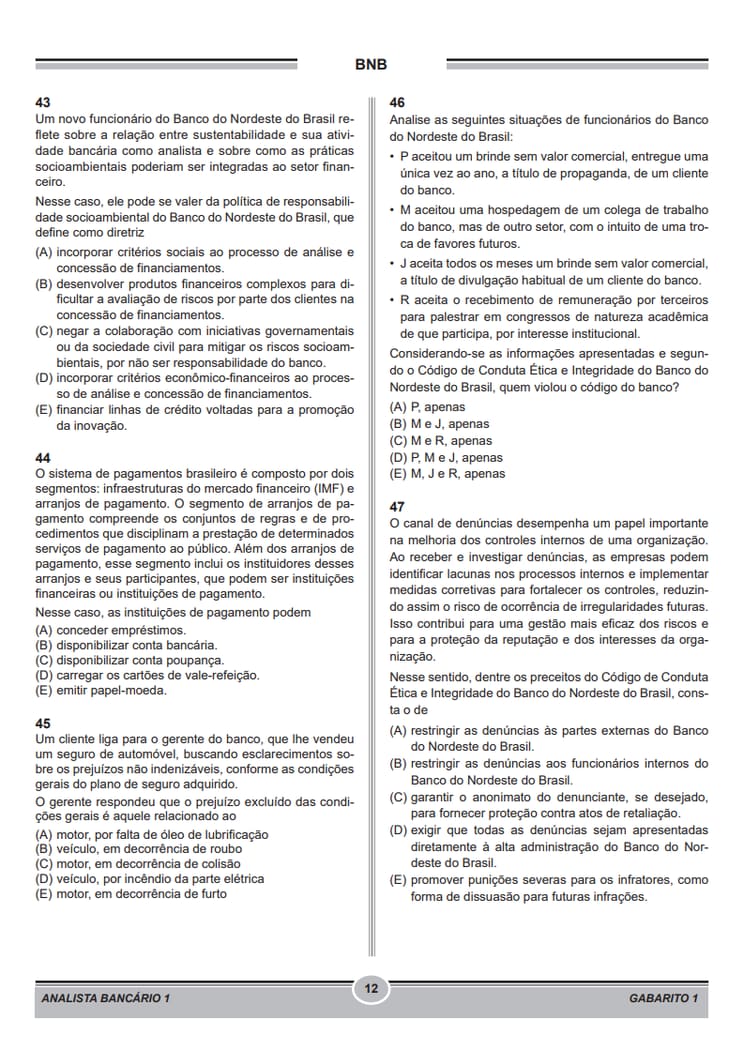 BNB
43
Um novo funcionário do Banco do Nordeste do Brasil re-
flete sobre a relação entre sustentabilidade e sua ativi-
dade bancária como analista e sobre como as práticas
socioambientais poderiam ser integradas ao setor finan-
ceiro.
Nesse caso, ele pode se valer da política de responsabili-
dade socioambiental do Banco do Nordeste do Brasil, que
define como diretriz
(A) incorporar critérios sociais ao processo de análise e
concessão de financiamentos.
(B) desenvolver produtos financeiros complexos para di-
ficultar a avaliação de riscos por parte dos clientes na
concessão de financiamentos.
(C) negar a colaboração com iniciativas governamentais
ou da sociedade civil para mitigar os riscos socioam-
bientais, por não ser responsabilidade do banco.
(D) incorporar critérios econômico-financeiros ao proces-
so de análise e concessão de financiamentos.
(E) financiar linhas de crédito voltadas para a promoção
da inovação.
44
O sistema de pagamentos brasileiro é composto por dois
segmentos: infraestruturas do mercado financeiro (IMF) e
arranjos de pagamento. O segmento de arranjos de pa-
gamento compreende os conjuntos de regras e de pro-
cedimentos que disciplinam a prestação de determinados
serviços de pagamento ao público. Além dos arranjos de
pagamento, esse segmento inclui os instituidores desses
arranjos e seus participantes, que podem ser instituições
financeiras ou instituições de pagamento.
Nesse caso, as instituições de pagamento podem
(A) conceder empréstimos.
(B) disponibilizar conta bancária.
(C) disponibilizar conta poupança.
(D) carregar os cartões de vale-refeição.
(E) emitir papel-moeda.
45
Um cliente liga para o gerente do banco, que lhe vendeu
um seguro de automóvel, buscando esclarecimentos so-
bre os prejuízos não indenizáveis, conforme as condições
gerais do plano de seguro adquirido.
O gerente respondeu que o prejuízo excluído das condi-
ções gerais é aquele relacionado ao
(A) motor, por falta de óleo de lubrificação
(B) veículo, em decorrência de roubo
(C) motor, em decorrência de colisão
(D) veículo, por incêndio da parte elétrica
(E) motor, em decorrência de furto
46
Analise as seguintes situações de funcionários do Banco
do Nordeste do Brasil:
• P aceitou um brinde sem valor comercial, entregue uma
única vez ao ano, a título de propaganda, de um cliente
do banco.
• M aceitou uma hospedagem de um colega de trabalho
do banco, mas de outro setor, com o intuito de uma tro-
ca de favores futuros.
• J aceita todos os meses um brinde sem valor comercial,
a título de divulgação habitual de um cliente do banco.
• R aceita o recebimento de remuneração por terceiros
para palestrar em congressos de natureza acadêmica
de que participa, por interesse institucional.
Considerando-se as informações apresentadas e segun-
do o Código de Conduta Ética e Integridade do Banco do
Nordeste do Brasil, quem violou o código do banco?
(A) P, apenas
(B) M e J, apenas
(C) M e R, apenas
(D) P, M e J, apenas
(E) M, J e R, apenas
47
O canal de denúncias desempenha um papel importante
na melhoria dos controles internos de uma organização.
Ao receber e investigar denúncias, as empresas podem
identificar lacunas nos processos internos e implementar
medidas corretivas para fortalecer os controles, reduzin-
do assim o risco de ocorrência de irregularidades futuras.
Isso contribui para uma gestão mais eficaz dos riscos e
para a proteção da reputação e dos interesses da orga-
nização.
Nesse sentido, dentre os preceitos do Código de Conduta
Ética e Integridade do Banco do Nordeste do Brasil, cons-
ta o de
(A) restringir as denúncias às partes externas do Banco
do Nordeste do Brasil.
(B) restringir as denúncias aos funcionários internos do
Banco do Nordeste do Brasil.
(C) garantir o anonimato do denunciante, se desejado,
para fornecer proteção contra atos de retaliação.
(D) exigir que todas as denúncias sejam apresentadas
diretamente à alta administração do Banco do Nor-
deste do Brasil.
(E) promover punições severas para os infratores, como
forma de dissuasão para futuras infrações.
ANALISTA BANCÁRIO 1
12
GABARITO 1